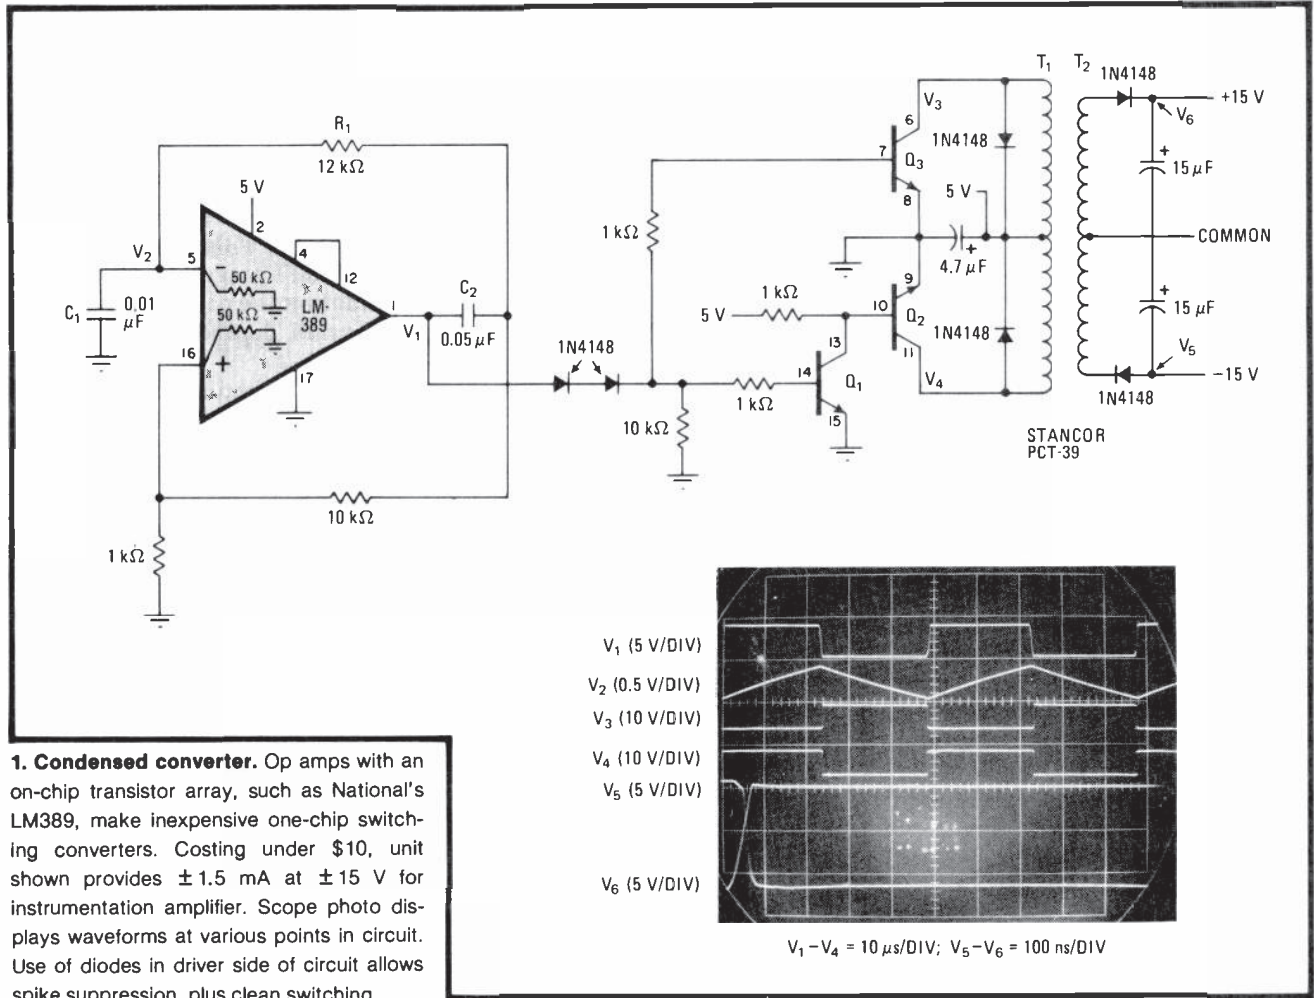 R1
12 kΩ
5 V
2
4
12
V2
5
−
50 kΩ
50 kΩ
LM-
389
1
V1
C2
0.05 µF
C1
0.01
µF
16
+
17
10 kΩ
1 kΩ
1N4148
1 kΩ
10 kΩ
1 kΩ
5 V
1 kΩ
13
14
Q1
15
7
6
V3
Q3
8
9
10
Q2
11
V4
1N4148
5 V
+
4.7 µF
1N4148
T1
T2
1N4148
+15 V
V6
+
15 µF
COMMON
+
15 µF
V5
−15 V
1N4148
STANCOR
PCT-39
V1 (5 V/DIV)
V2 (0.5 V/DIV)
V3 (10 V/DIV)
V4 (10 V/DIV)
V5 (5 V/DIV)
V6 (5 V/DIV)
V1–V4 = 10 µs/DIV; V5–V6 = 100 ns/DIV
1. Condensed converter. Op amps with an
on-chip transistor array, such as National's
LM389, make inexpensive one-chip switch-
ing converters. Costing under $10, unit
shown provides ±1.5 mA at ±15 V for
instrumentation amplifier. Scope photo dis-
plays waveforms at various points in circuit.
Use of diodes in driver side of circuit allows
spike suppression, plus clean switching.